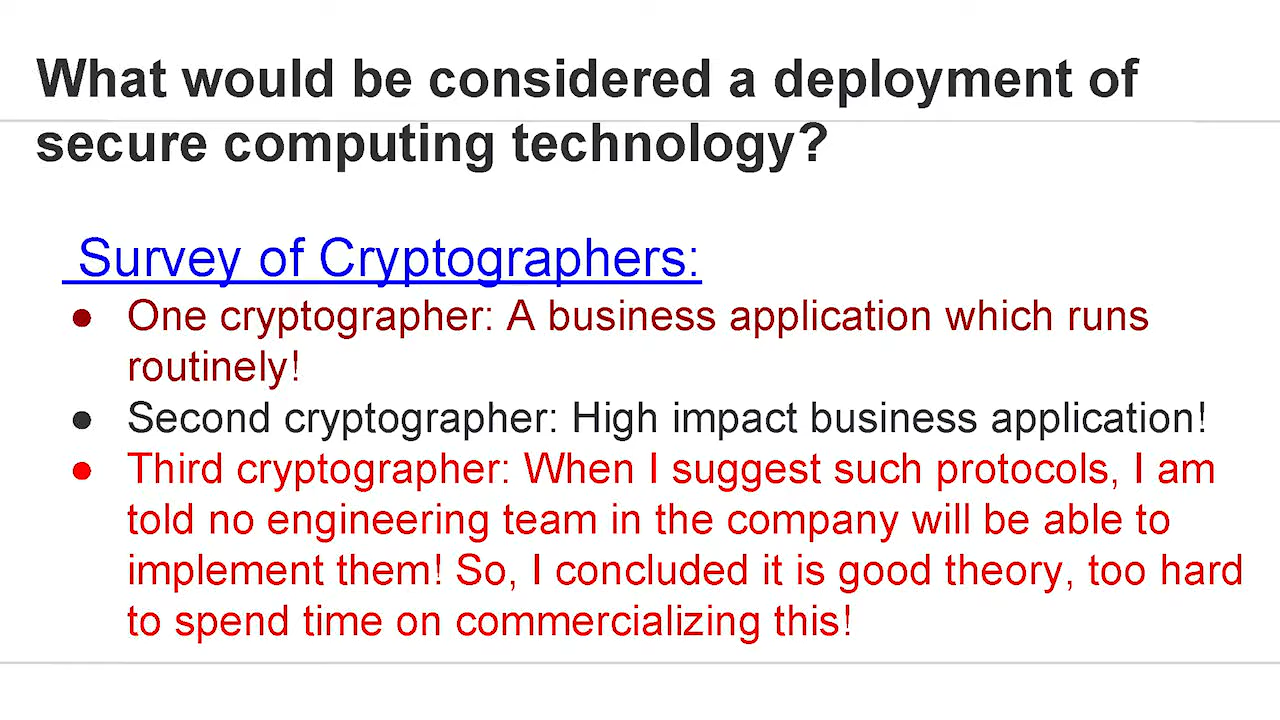 What would be considered a deployment of
secure computing technology?
Survey of Cryptographers:
● One cryptographer: A business application which runs
routinely!
● Second cryptographer: High impact business application!
● Third cryptographer: When I suggest such protocols, I am
told no engineering team in the company will be able to
implement them! So, I concluded it is good theory, too hard
to spend time on commercializing this!